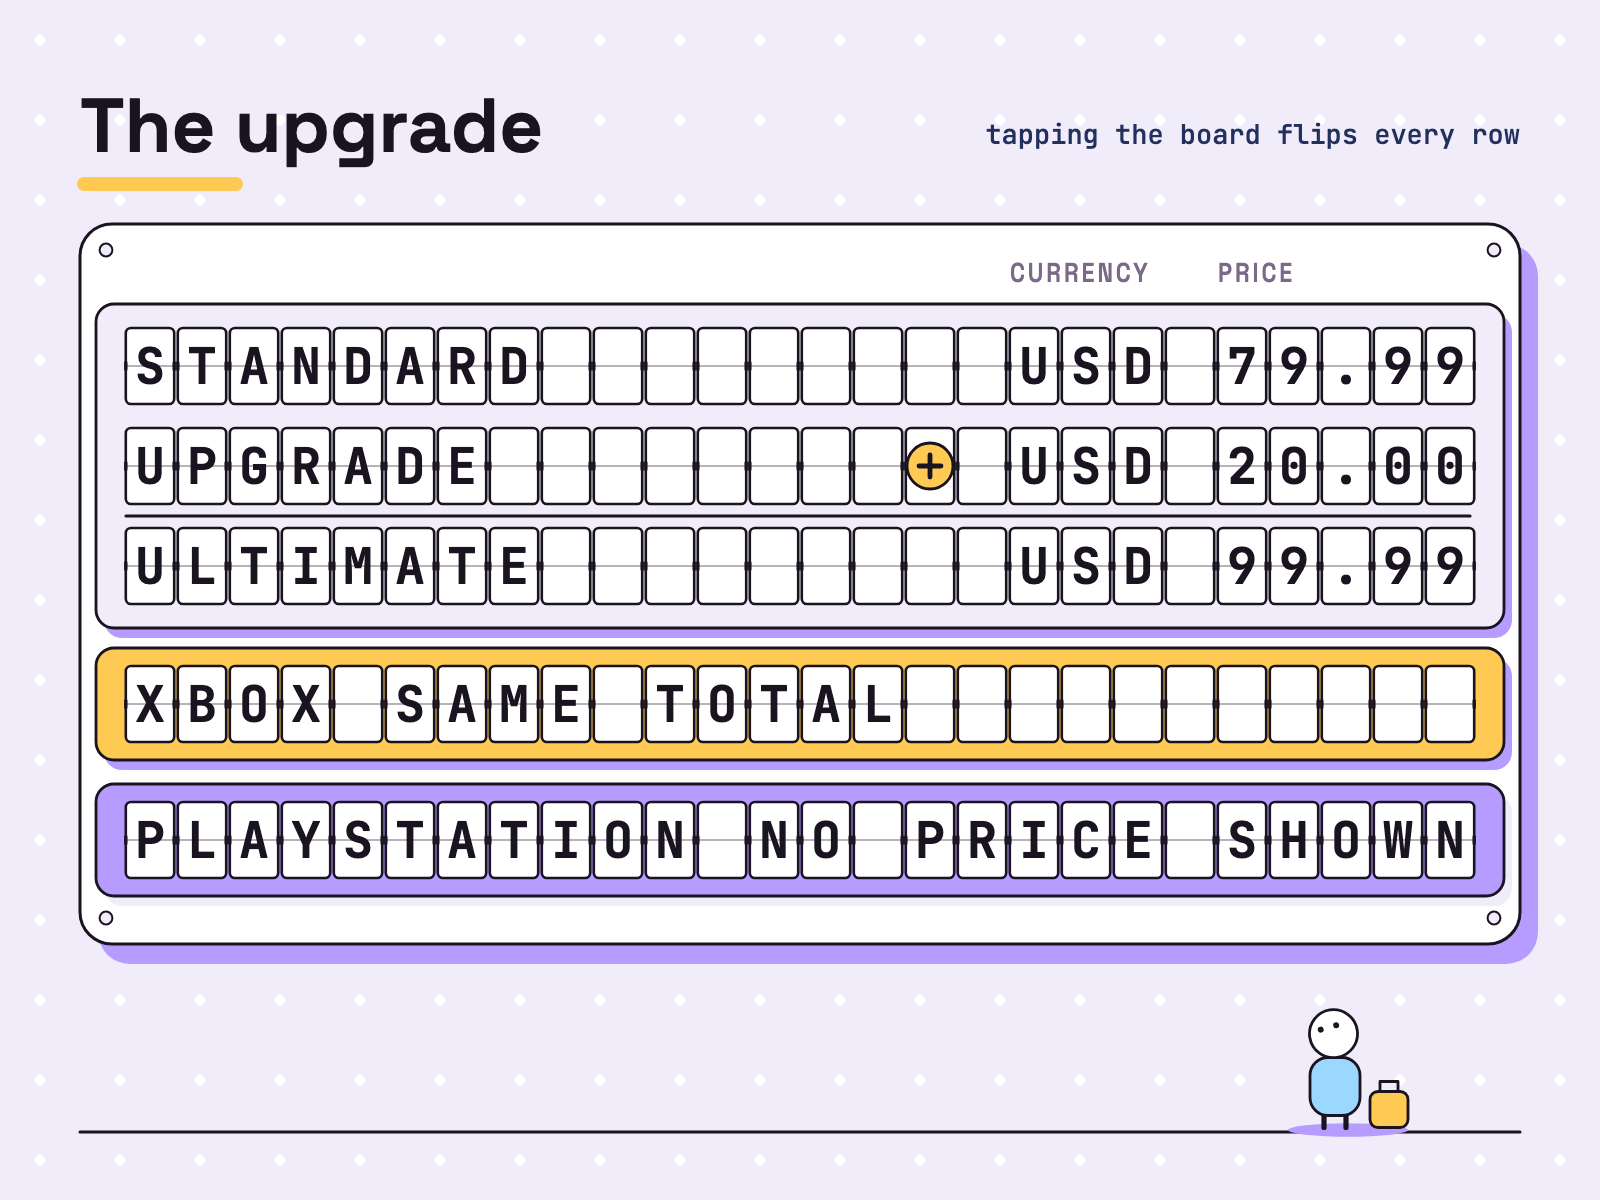 The upgrade
tapping the board flips every row
CURRENCY PRICE
STANDARD USD 79.99
UPGRADE + USD 20.00
ULTIMATE USD 99.99
XBOX SAME TOTAL
PLAYSTATION NO PRICE SHOWN